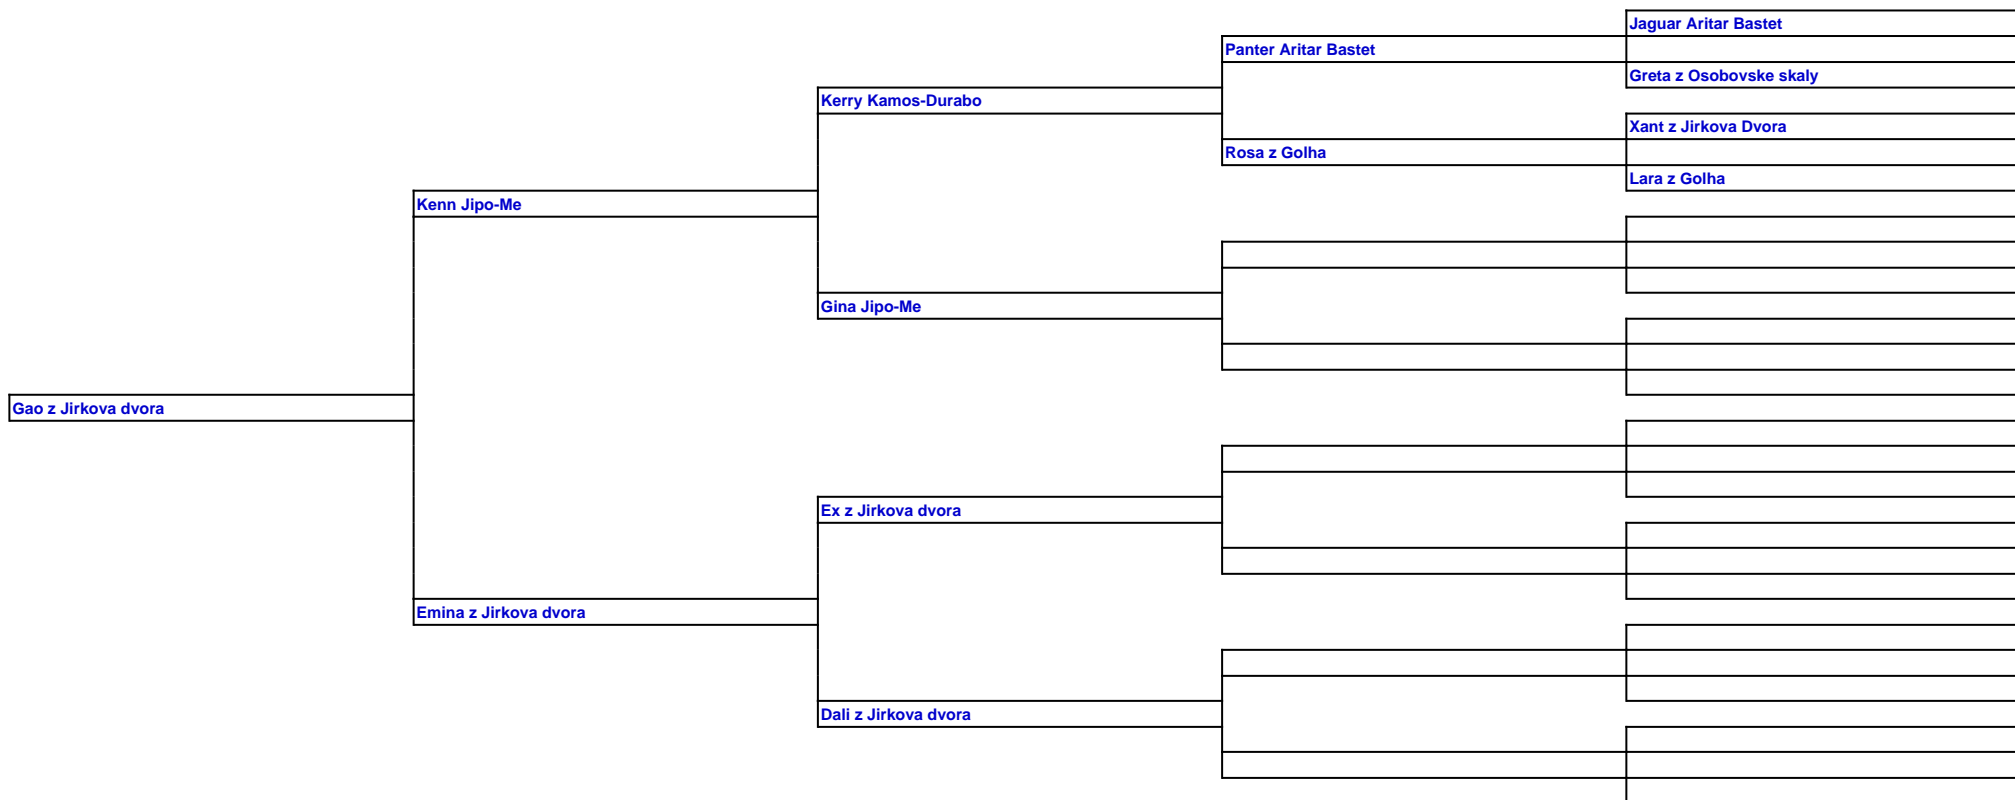 Jaguar Aritar Bastet
Panter Aritar Bastet
Greta z Osobovske skaly
Kerry Kamos-Durabo
Xant z Jirkova Dvora
Rosa z Golha
Lara z Golha
Kenn Jipo-Me
Gina Jipo-Me
Gao z Jirkova dvora
Ex z Jirkova dvora
Emina z Jirkova dvora
Dali z Jirkova dvora